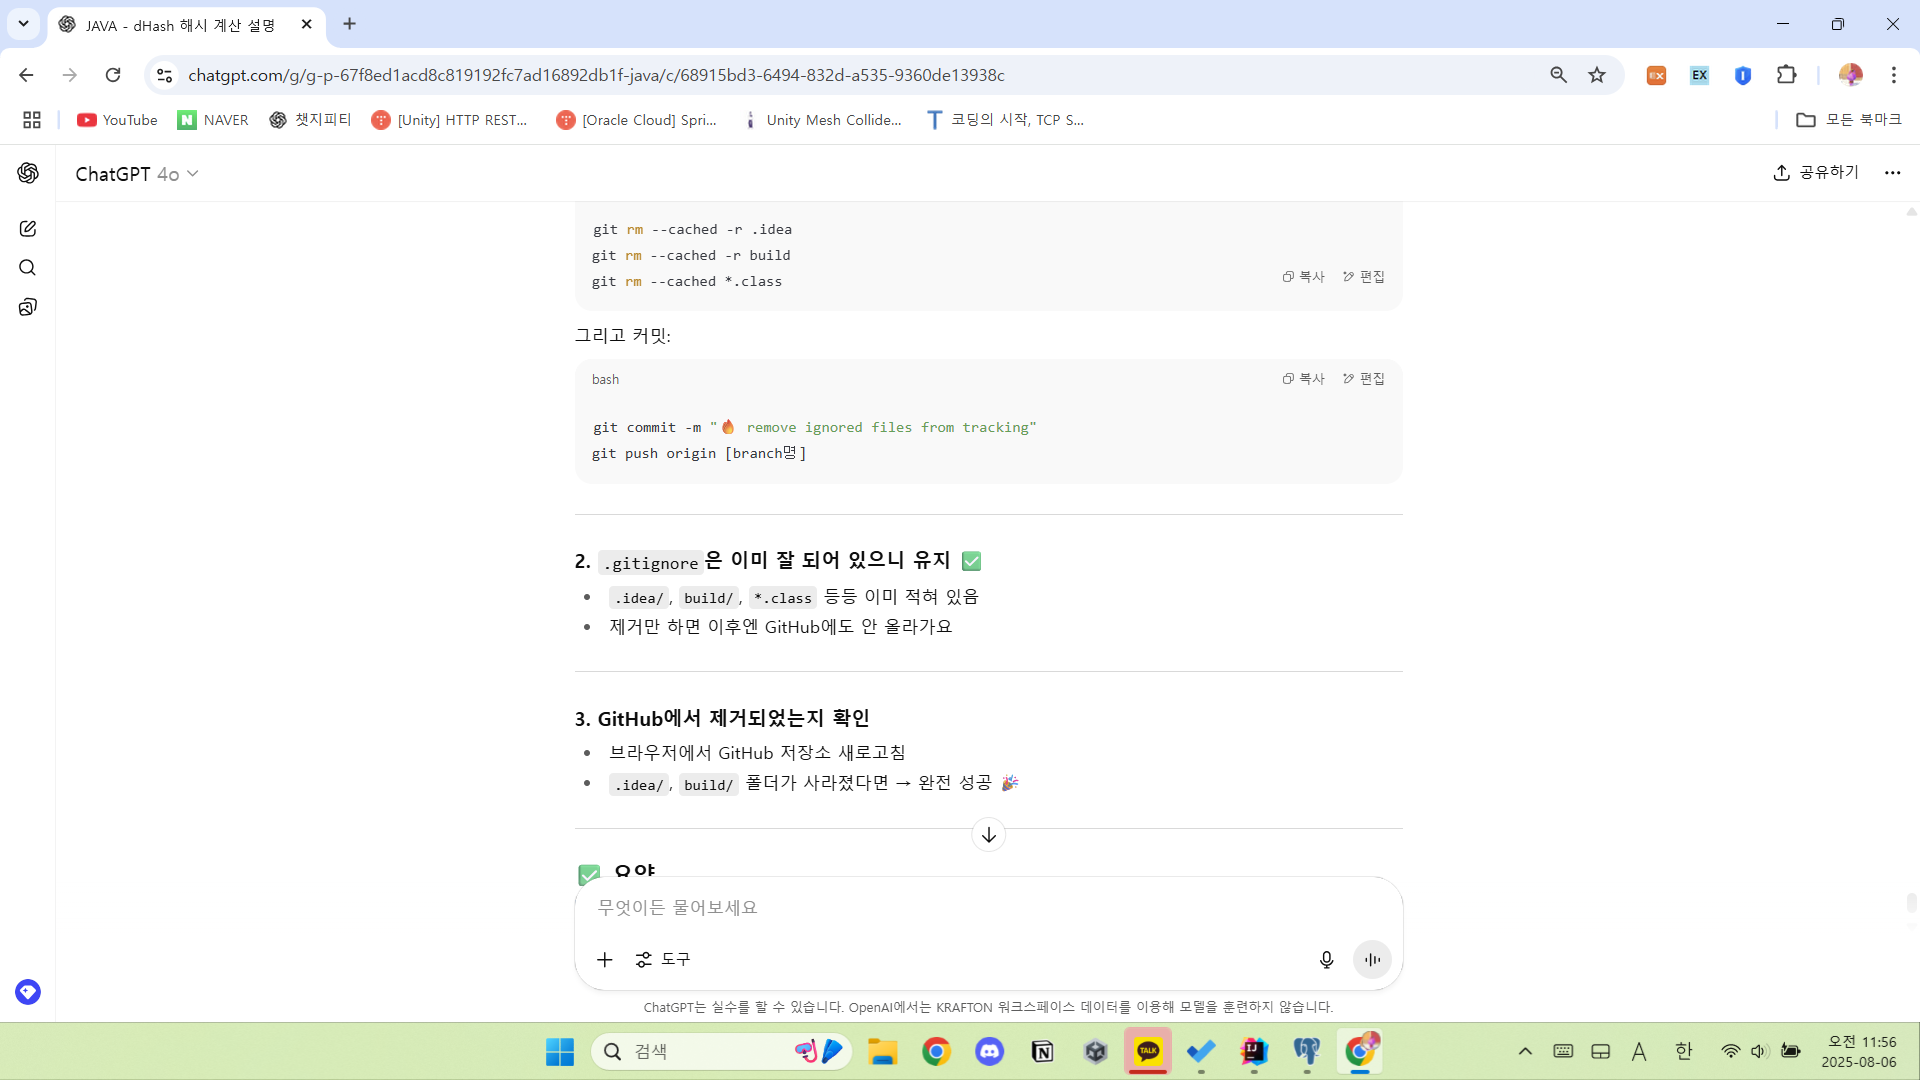 JAVA - dHash 해시 계산 설명
chatgpt.com/g/g-p-67f8ed1acd8c819192fc7ad16892db1f-java/c/68915bd3-6494-832d-a535-9360de13938c
EX
YouTube
NAVER
챗지피티
[Unity] HTTP REST...
[Oracle Cloud] Spri...
Unity Mesh Collide...
코딩의 시작, TCP S...
모든 북마크
ChatGPT 4o
공유하기
git rm --cached -r .idea
git rm --cached -r build
git rm --cached *.class
복사 편집
그리고 커밋:
bash
복사 편집
git commit -m "🔥 remove ignored files from tracking"
git push origin [branch명]
2. .gitignore은 이미 잘 되어 있으니 유지 ✅
• .idea/, build/, *.class 등등 이미 적혀 있음
• 제거만 하면 이후엔 GitHub에도 안 올라가요
3. GitHub에서 제거되었는지 확인
• 브라우저에서 GitHub 저장소 새로고침
• .idea/, build/ 폴더가 사라졌다면 → 완전 성공 🎉
✅ 요약
무엇이든 물어보세요
도구
ChatGPT는 실수를 할 수 있습니다. OpenAI에서는 KRAFTON 워크스페이스 데이터를 이용해 모델을 훈련하지 않습니다.
검색
TALK
IJ
A
한
오전 11:56
2025-08-06